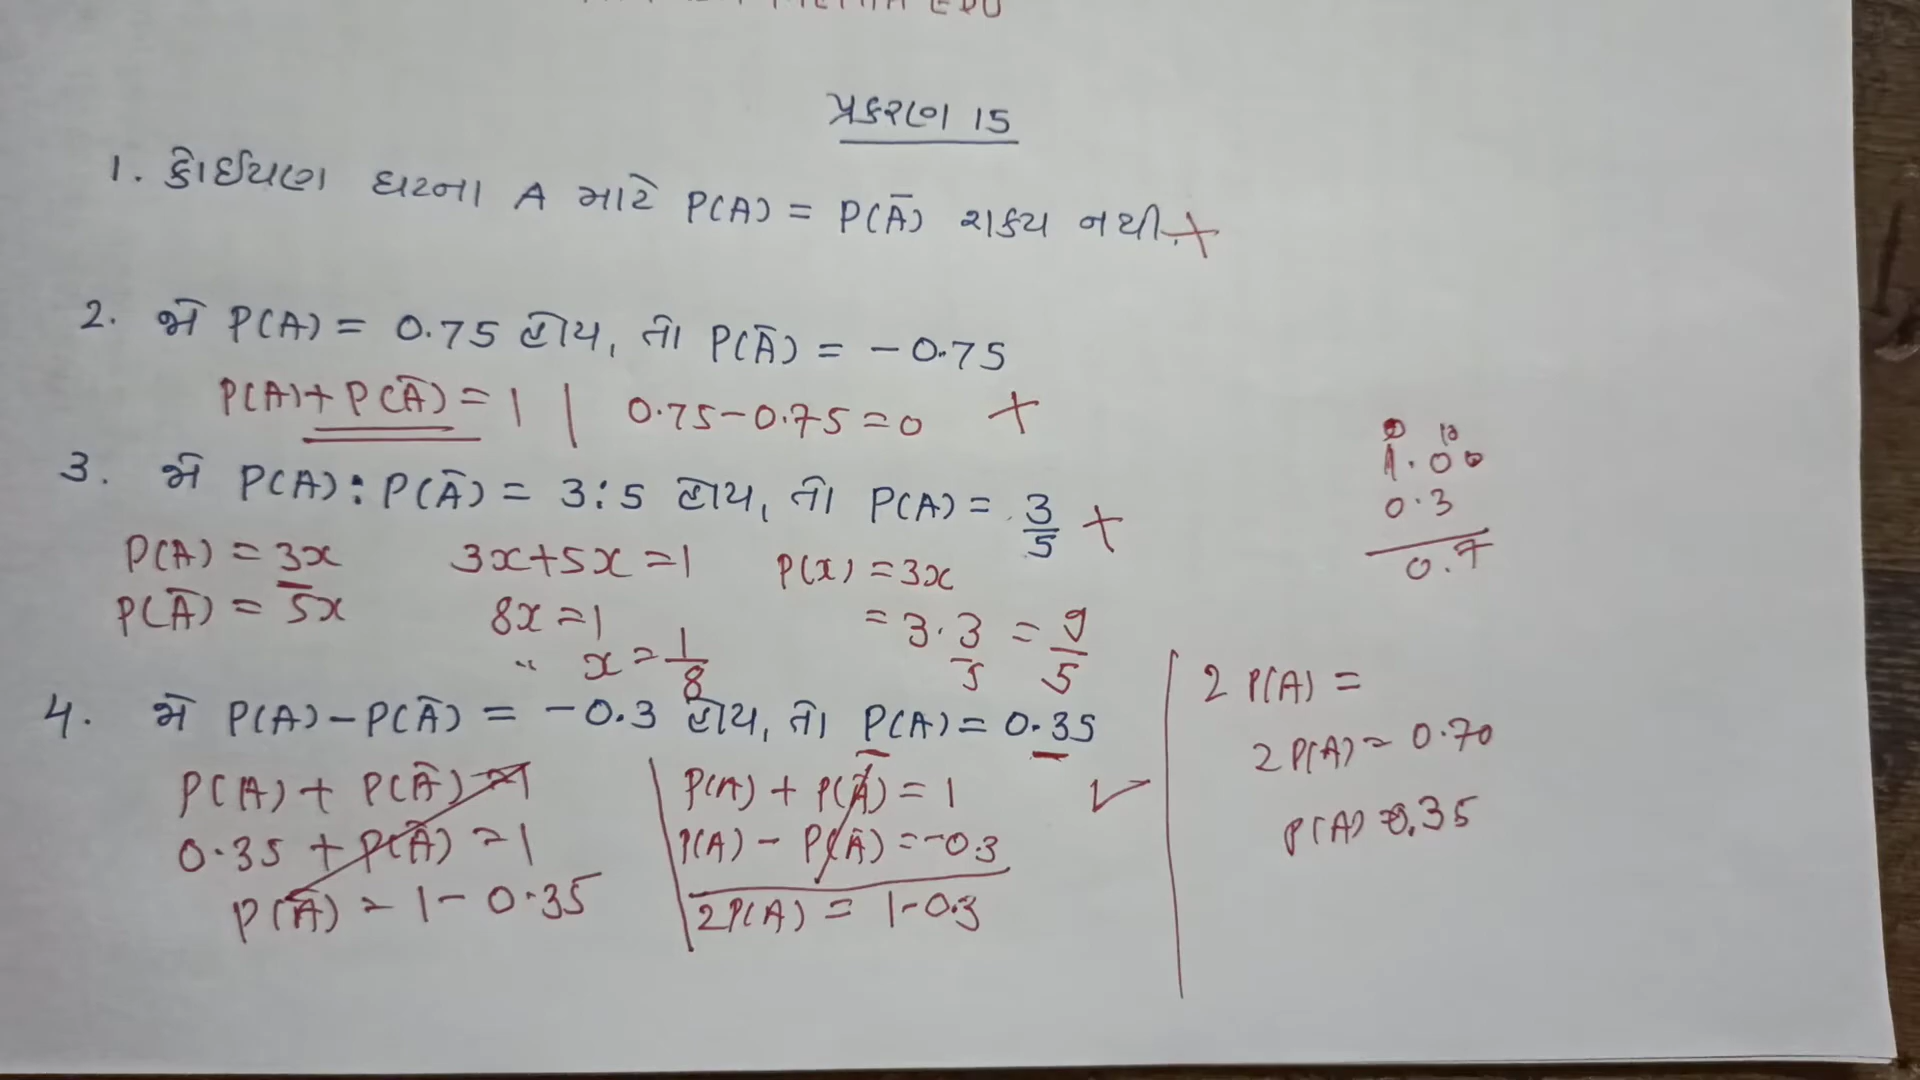 EDU
પ્રકરણ 15
1. કોઈપણ ઘટના A માટે P(A) = P(Ā) શક્ય નથી. ×
2. જો P(A) = 0.75 હોય, તો P(Ā) = -0.75
P(A) + P(Ā) = 1 | 0.75-0.75=0 ×
3. જો P(A) : P(Ā) = 3:5 હોય, તો P(A) = 3/5 ×
P(A) = 3x 3x+5x=1 P(x) = 3x
P(Ā) = 5x 8x=1 = 3·3/5 = 9/5
x = 1/8
4. જો P(A) - P(Ā) = -0.3 હોય, તો P(A) = 0.35
P(A) + P(Ā) = 1
0.35 + P(Ā) = 1
P(Ā) = 1 - 0.35
P(A) + P(Ā) = 1 ✓
P(A) - P(Ā) = -0.3
2P(A) = 1-0.3
10
1.00
0.3
0.7
2 P(A) =
2P(A) = 0.70
P(A) = 0.35